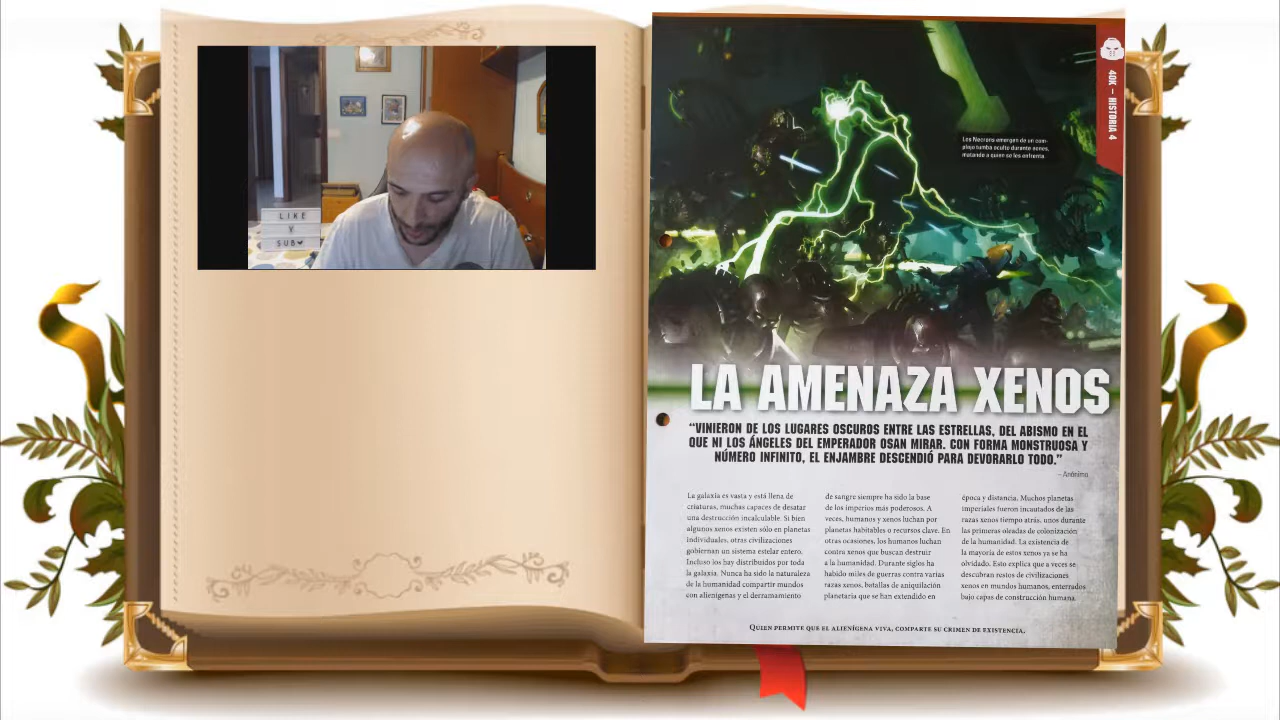 LIKE
Y
SUB♥
40K – HISTORIA 4
Los Necrons emergen de un com-
plejo tumba oculto durante eones,
matando a quien se les enfrenta.
LA AMENAZA XENOS
“VINIERON DE LOS LUGARES OSCUROS ENTRE LAS ESTRELLAS, DEL ABISMO EN EL
QUE NI LOS ÁNGELES DEL EMPERADOR OSAN MIRAR. CON FORMA MONSTRUOSA Y
NÚMERO INFINITO, EL ENJAMBRE DESCENDIÓ PARA DEVORARLO TODO.”
– Anónimo
La galaxia es vasta y está llena de
criaturas, muchas capaces de desatar
una destrucción incalculable. Si bien
algunos xenos existen sólo en planetas
individuales, otras civilizaciones
gobiernan un sistema estelar entero.
Incluso los hay distribuidos por toda
la galaxia. Nunca ha sido la naturaleza
de la humanidad compartir mundos
con alienígenas y el derramamiento
de sangre siempre ha sido la base
de los imperios más poderosos. A
veces, humanos y xenos luchan por
planetas habitables o recursos clave. En
otras ocasiones, los humanos luchan
contra xenos que buscan destruir
a la humanidad. Durante siglos ha
habido miles de guerras contra varias
razas xenos, batallas de aniquilación
planetaria que se han extendido en
época y distancia. Muchos planetas
imperiales fueron incautados de las
razas xenos tiempo atrás, unos durante
las primeras oleadas de colonización
de la humanidad. La existencia de
la mayoría de estos xenos ya se ha
olvidado. Esto explica que a veces se
descubran restos de civilizaciones
xenos en mundos humanos, enterrados
bajo capas de construcción humana.
QUIEN PERMITE QUE EL ALIENÍGENA VIVA, COMPARTE SU CRIMEN DE EXISTENCIA.